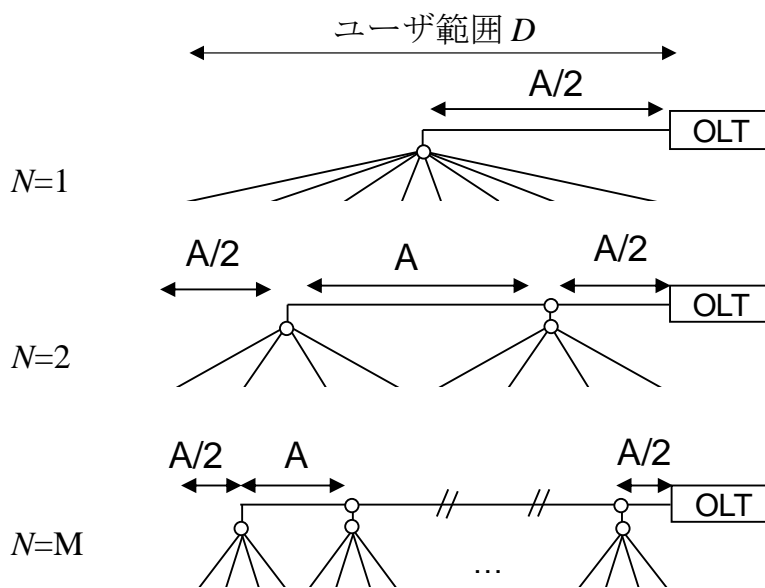 ユーザ範囲 D
A/2
OLT
N=1
A/2 A A/2
OLT
N=2
A/2 A A/2
OLT
N=M
...